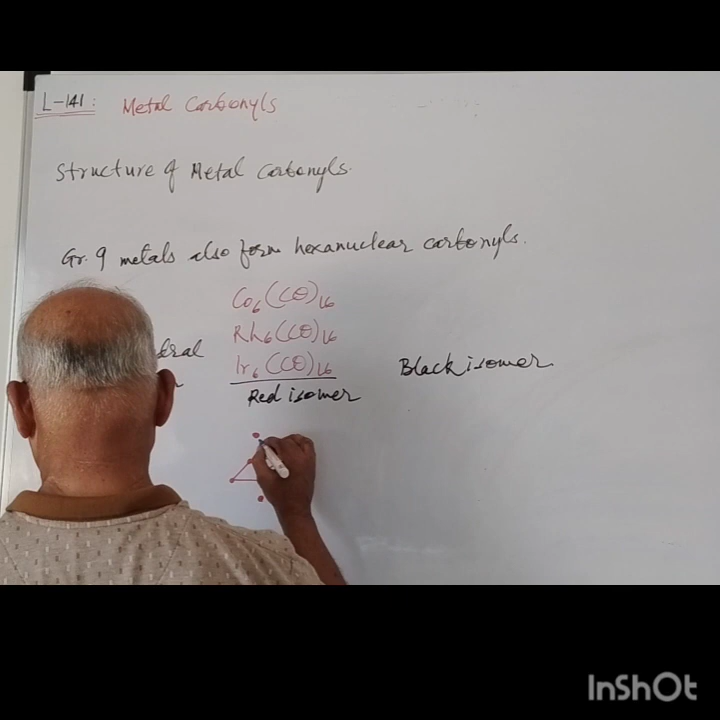 L-141: Metal Carbonyls
Structure of Metal Carbonyls.
Gr. 9 metals also form hexanuclear carbonyls.
Co₆(CO)₁₆
Rh₆(CO)₁₆
Ir₆(CO)₁₆ Black isomer
Red isomer
InShOt